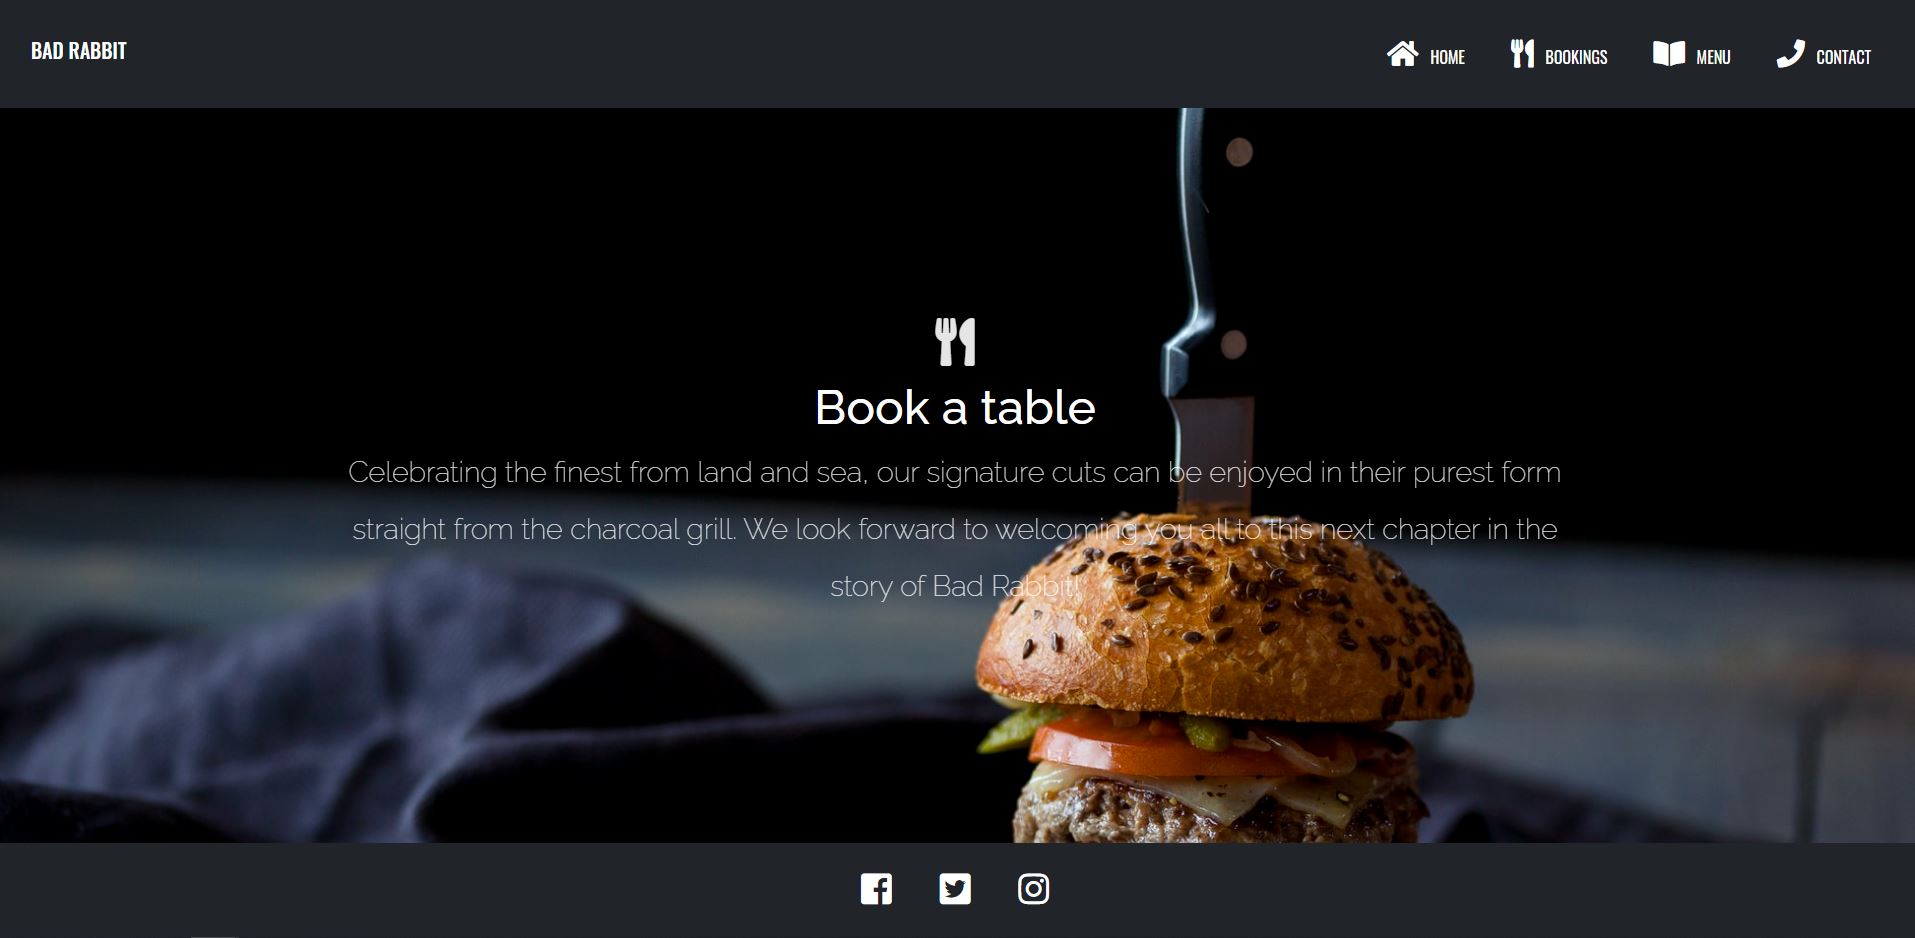 BAD RABBIT
HOME BOOKINGS MENU CONTACT
Book a table
Celebrating the finest from land and sea, our signature cuts can be enjoyed in their purest form
straight from the charcoal grill. We look forward to welcoming you all to this next chapter in the
story of Bad Rabbit!